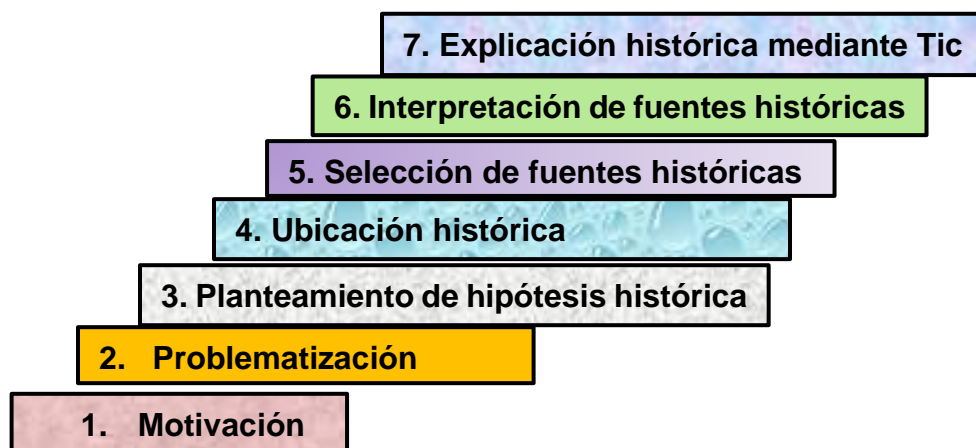 7. Explicación histórica mediante Tic
6. Interpretación de fuentes históricas
5. Selección de fuentes históricas
4. Ubicación histórica
3. Planteamiento de hipótesis histórica
2. Problematización
1. Motivación